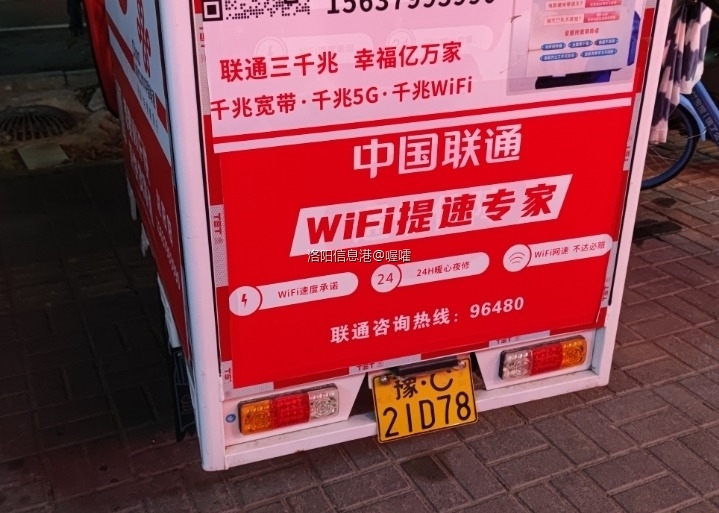 联通三千兆 幸福亿万家
千兆宽带·千兆5G·千兆WiFi
中国联通
WiFi提速专家
洛阳信息港@喔嚯
WiFi速度承诺
24
24H暖心夜修
WiFi网速 不达必赔
联通咨询热线：96480
豫·C
21D78